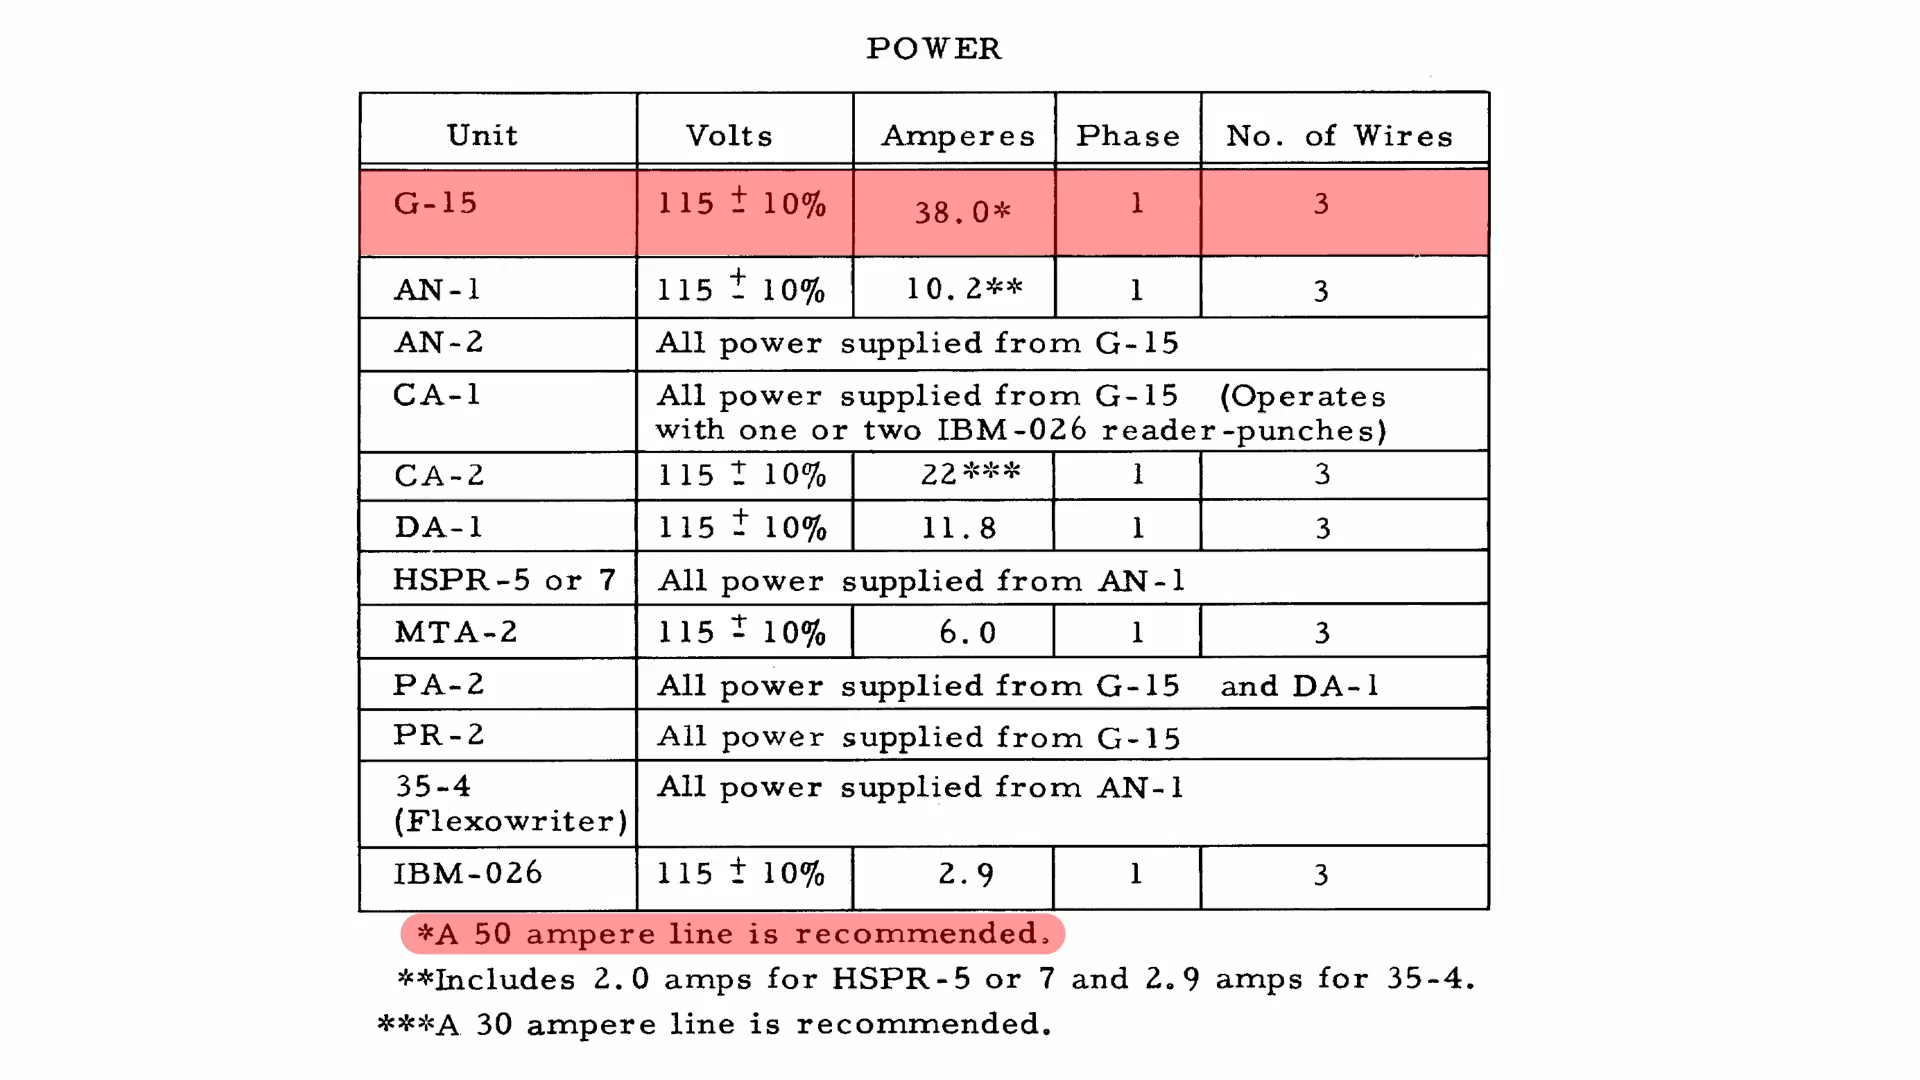 POWER
Unit Volts Amperes Phase No. of Wires
G-15 115 ± 10% 38.0* 1 3
AN-1 115 ± 10% 10.2** 1 3
AN-2 All power supplied from G-15
CA-1 All power supplied from G-15 (Operates
with one or two IBM-026 reader-punches)
CA-2 115 ± 10% 22*** 1 3
DA-1 115 ± 10% 11.8 1 3
HSPR-5 or 7 All power supplied from AN-1
MTA-2 115 ± 10% 6.0 1 3
PA-2 All power supplied from G-15 and DA-1
PR-2 All power supplied from G-15
35-4 All power supplied from AN-1
(Flexowriter)
IBM-026 115 ± 10% 2.9 1 3
*A 50 ampere line is recommended.
**Includes 2.0 amps for HSPR-5 or 7 and 2.9 amps for 35-4.
***A 30 ampere line is recommended.